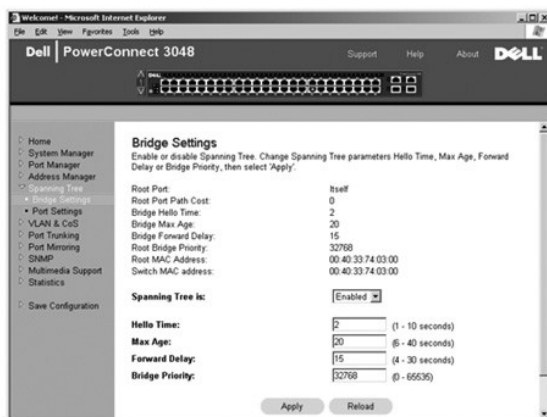 Welcome! - Microsoft Internet Explorer
File Edit View Favorites Tools Help
Dell | PowerConnect 3048
Support Help About DELL
Home
System Manager
Port Manager
Address Manager
Spanning Tree
Bridge Settings
Port Settings
VLAN & CoS
Port Trunking
Port Mirroring
SNMP
Multimedia Support
Statistics
Save Configuration
Bridge Settings
Enable or disable Spanning Tree. Change Spanning Tree parameters Hello Time, Max Age, Forward
Delay or Bridge Priority, then select 'Apply'.
Root Port: Itself
Root Port Path Cost: 0
Bridge Hello Time: 2
Bridge Max Age: 20
Bridge Forward Delay: 15
Root Bridge Priority: 32768
Root MAC Address: 00:40:33:74:03:00
Switch MAC address: 00:40:33:74:03:00
Spanning Tree is: Enabled
Hello Time: 2 (1 - 10 seconds)
Max Age: 20 (6 - 40 seconds)
Forward Delay: 15 (4 - 30 seconds)
Bridge Priority: 32768 (0 - 65535)
Apply Reload